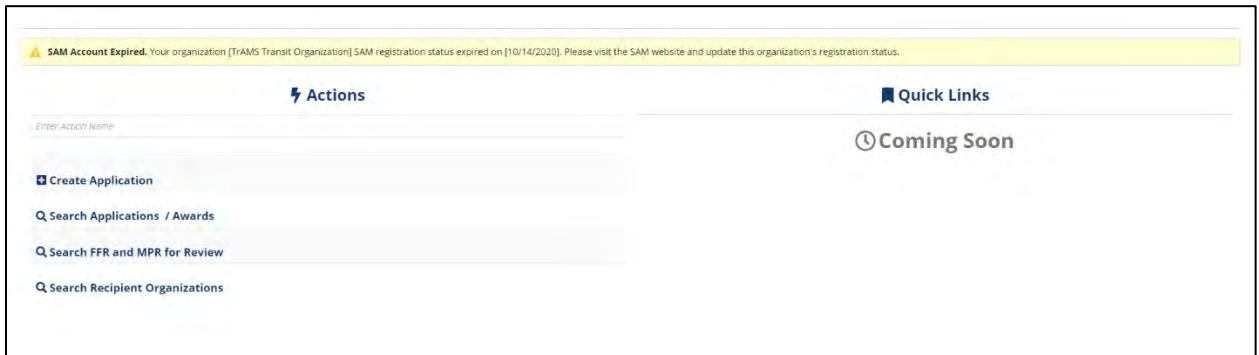 SAM Account Expired. Your organization [TrAMS Transit Organization] SAM registration status expired on [10/14/2020]. Please visit the SAM website and update this organization's registration status.
Actions
Enter Action Name
Create Application
Search Applications / Awards
Search FFR and MPR for Review
Search Recipient Organizations
Quick Links
Coming Soon